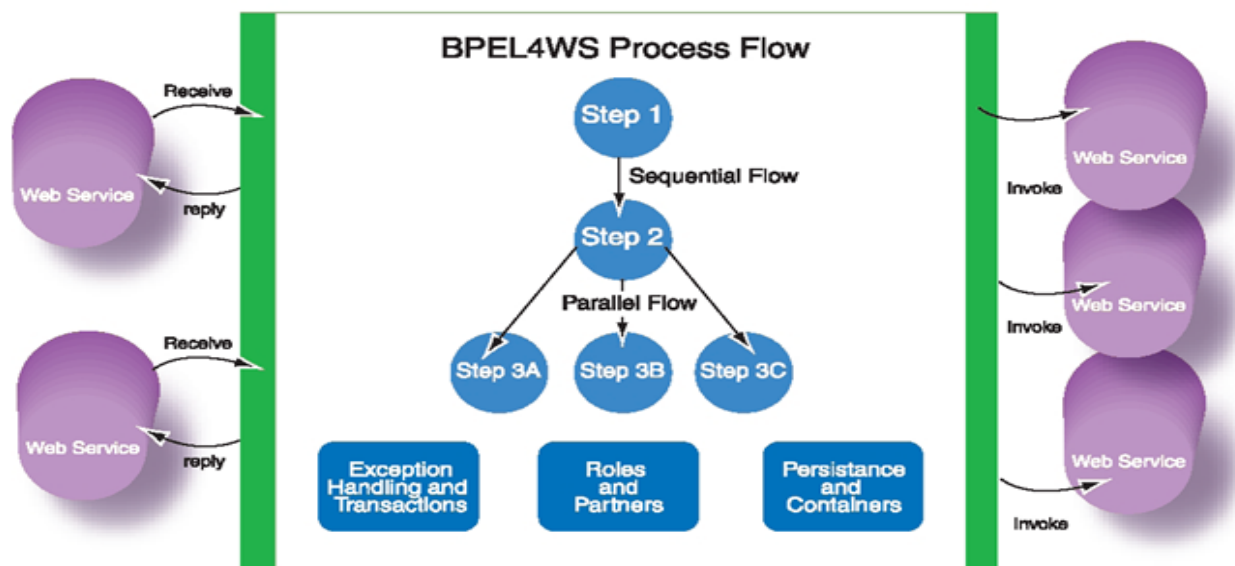 BPEL4WS Process Flow
Receive
Web Service
reply
Receive
Web Service
reply
Step 1
Sequential Flow
Step 2
Parallel Flow
Step 3A
Step 3B
Step 3C
Exception
Handling and
Transactions
Roles
and
Partners
Persistance
and
Containers
Web Service
Invoke
Web Service
Invoke
Web Service
Invoke